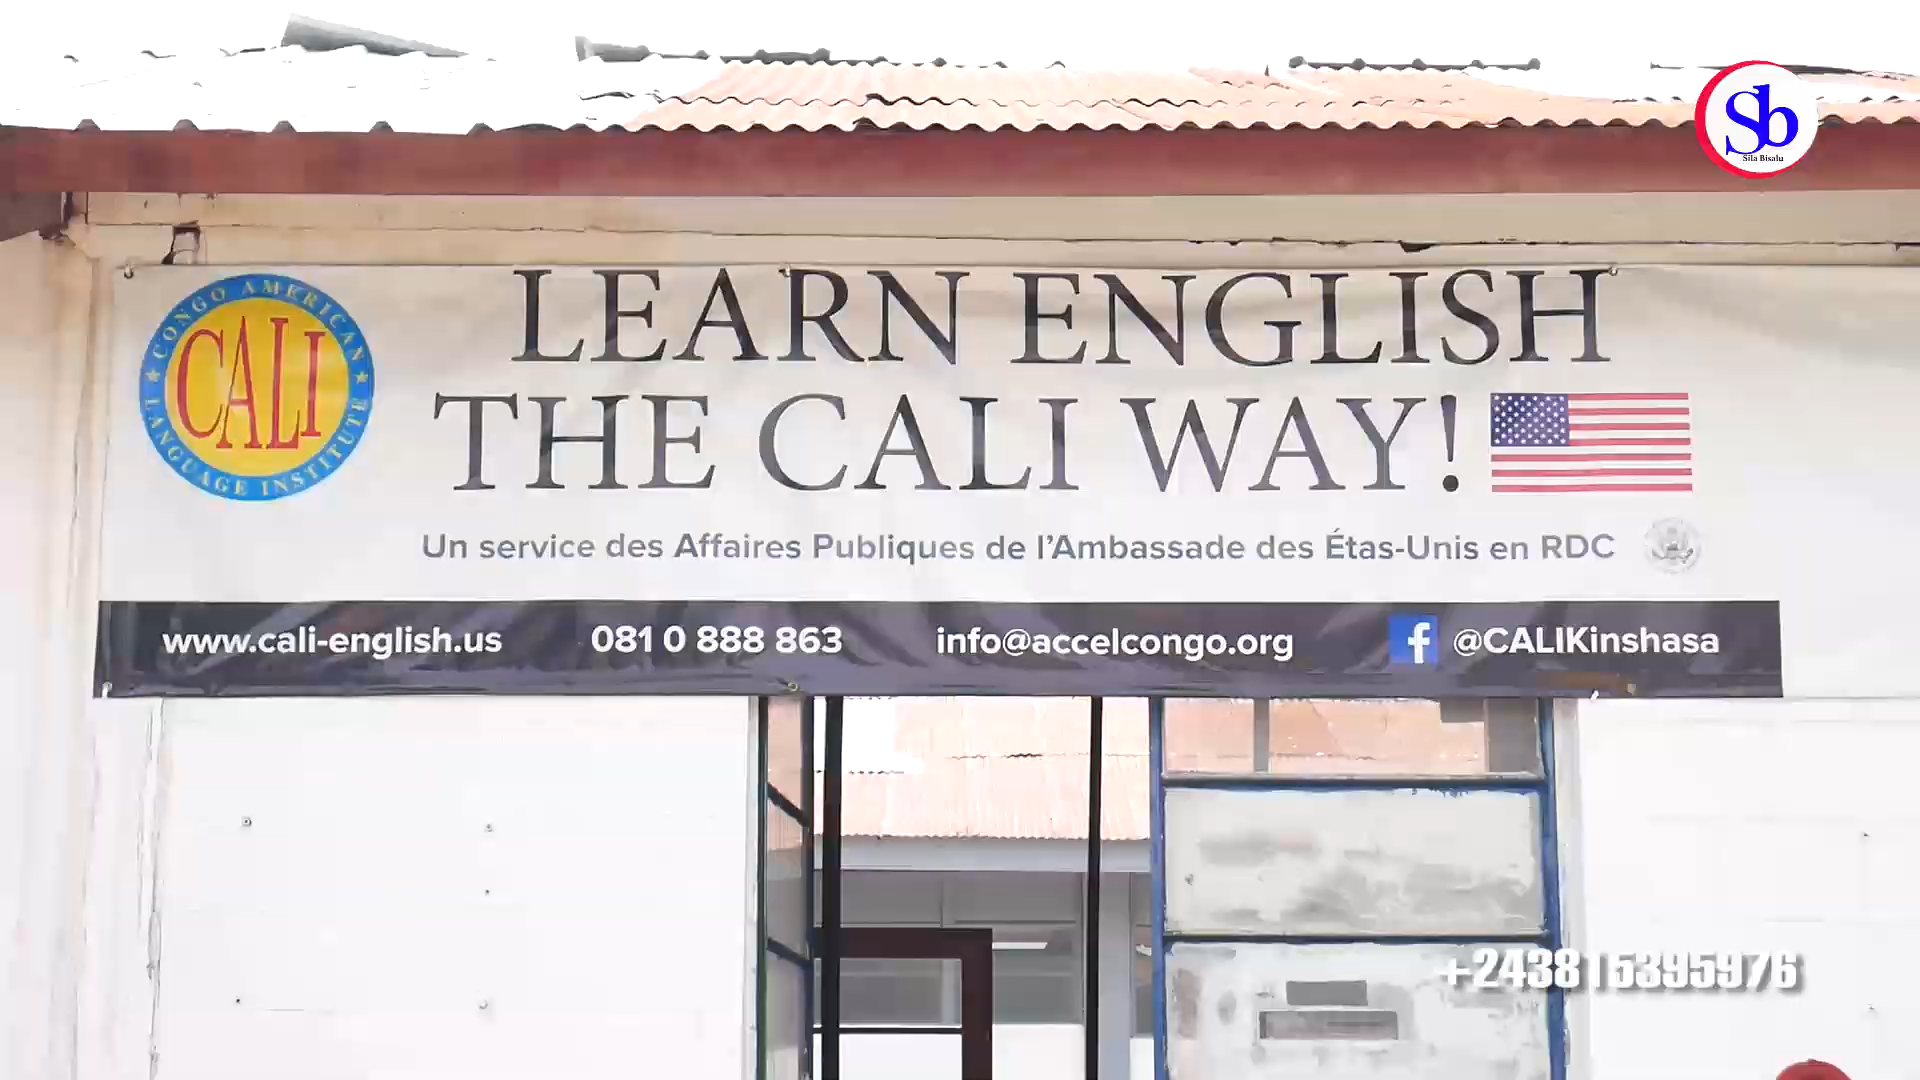 Sb
Sila Bisalu
CONGO AMERICAN
CALI
LANGUAGE INSTITUTE
LEARN ENGLISH
THE CALI WAY!
Un service des Affaires Publiques de l'Ambassade des Étas-Unis en RDC
www.cali-english.us 081 0 888 863 info@accelcongo.org f @CALIKinshasa
+243815395976